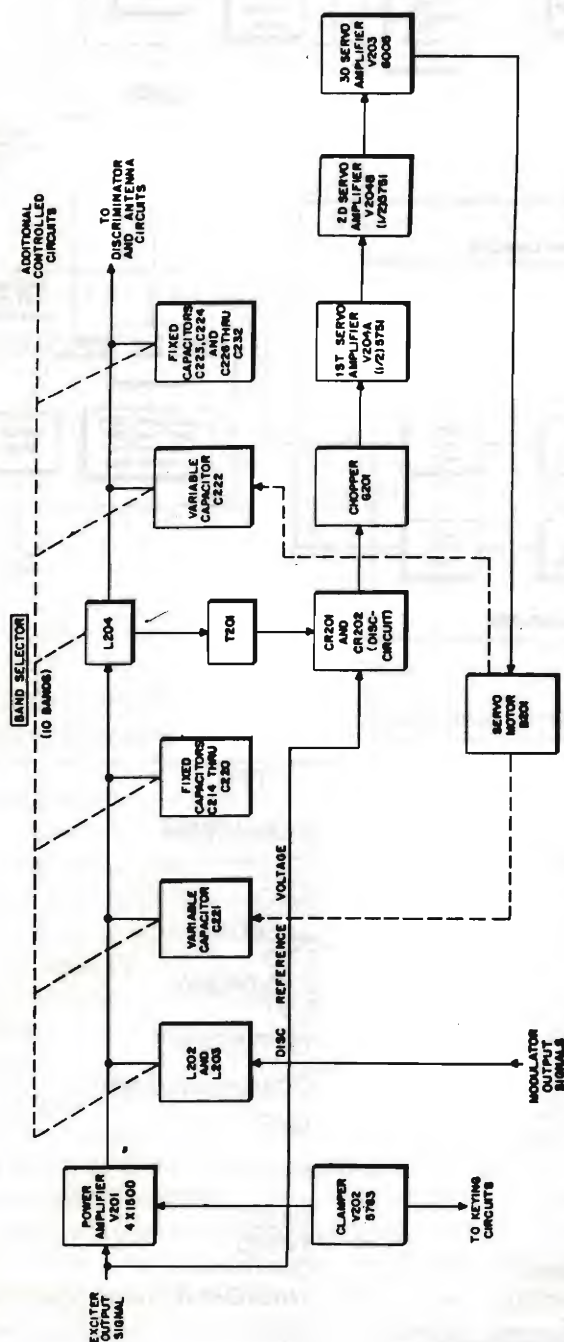 ADDITIONAL
CONTROLLED
CIRCUITS
BAND SELECTOR
(10 BANDS)
TO
DISCRIMINATOR
AND ANTENNA
CIRCUITS
EXCITER
OUTPUT
SIGNAL
POWER
AMPLIFIER
V201
4X1500
L202
AND
L203
VARIABLE
CAPACITOR
C221
FIXED
CAPACITORS
C214 THRU
C220
L204
VARIABLE
CAPACITOR
C222
FIXED
CAPACITORS
C223, C224
AND
C226 THRU
C232
T201
DISC REFERENCE VOLTAGE
CR201
AND
CR202
(DISC-
CIRCUIT)
CHOPPER
G201
1ST SERVO
AMPLIFIER
V204A
(1/2) 5751
2D SERVO
AMPLIFIER
V204B
(1/2) 5751
3D SERVO
AMPLIFIER
V203
6005
CLAMPER
V202
5763
TO KEYING
CIRCUITS
MODULATOR
OUTPUT
SIGNALS
SERVO
MOTOR
B201